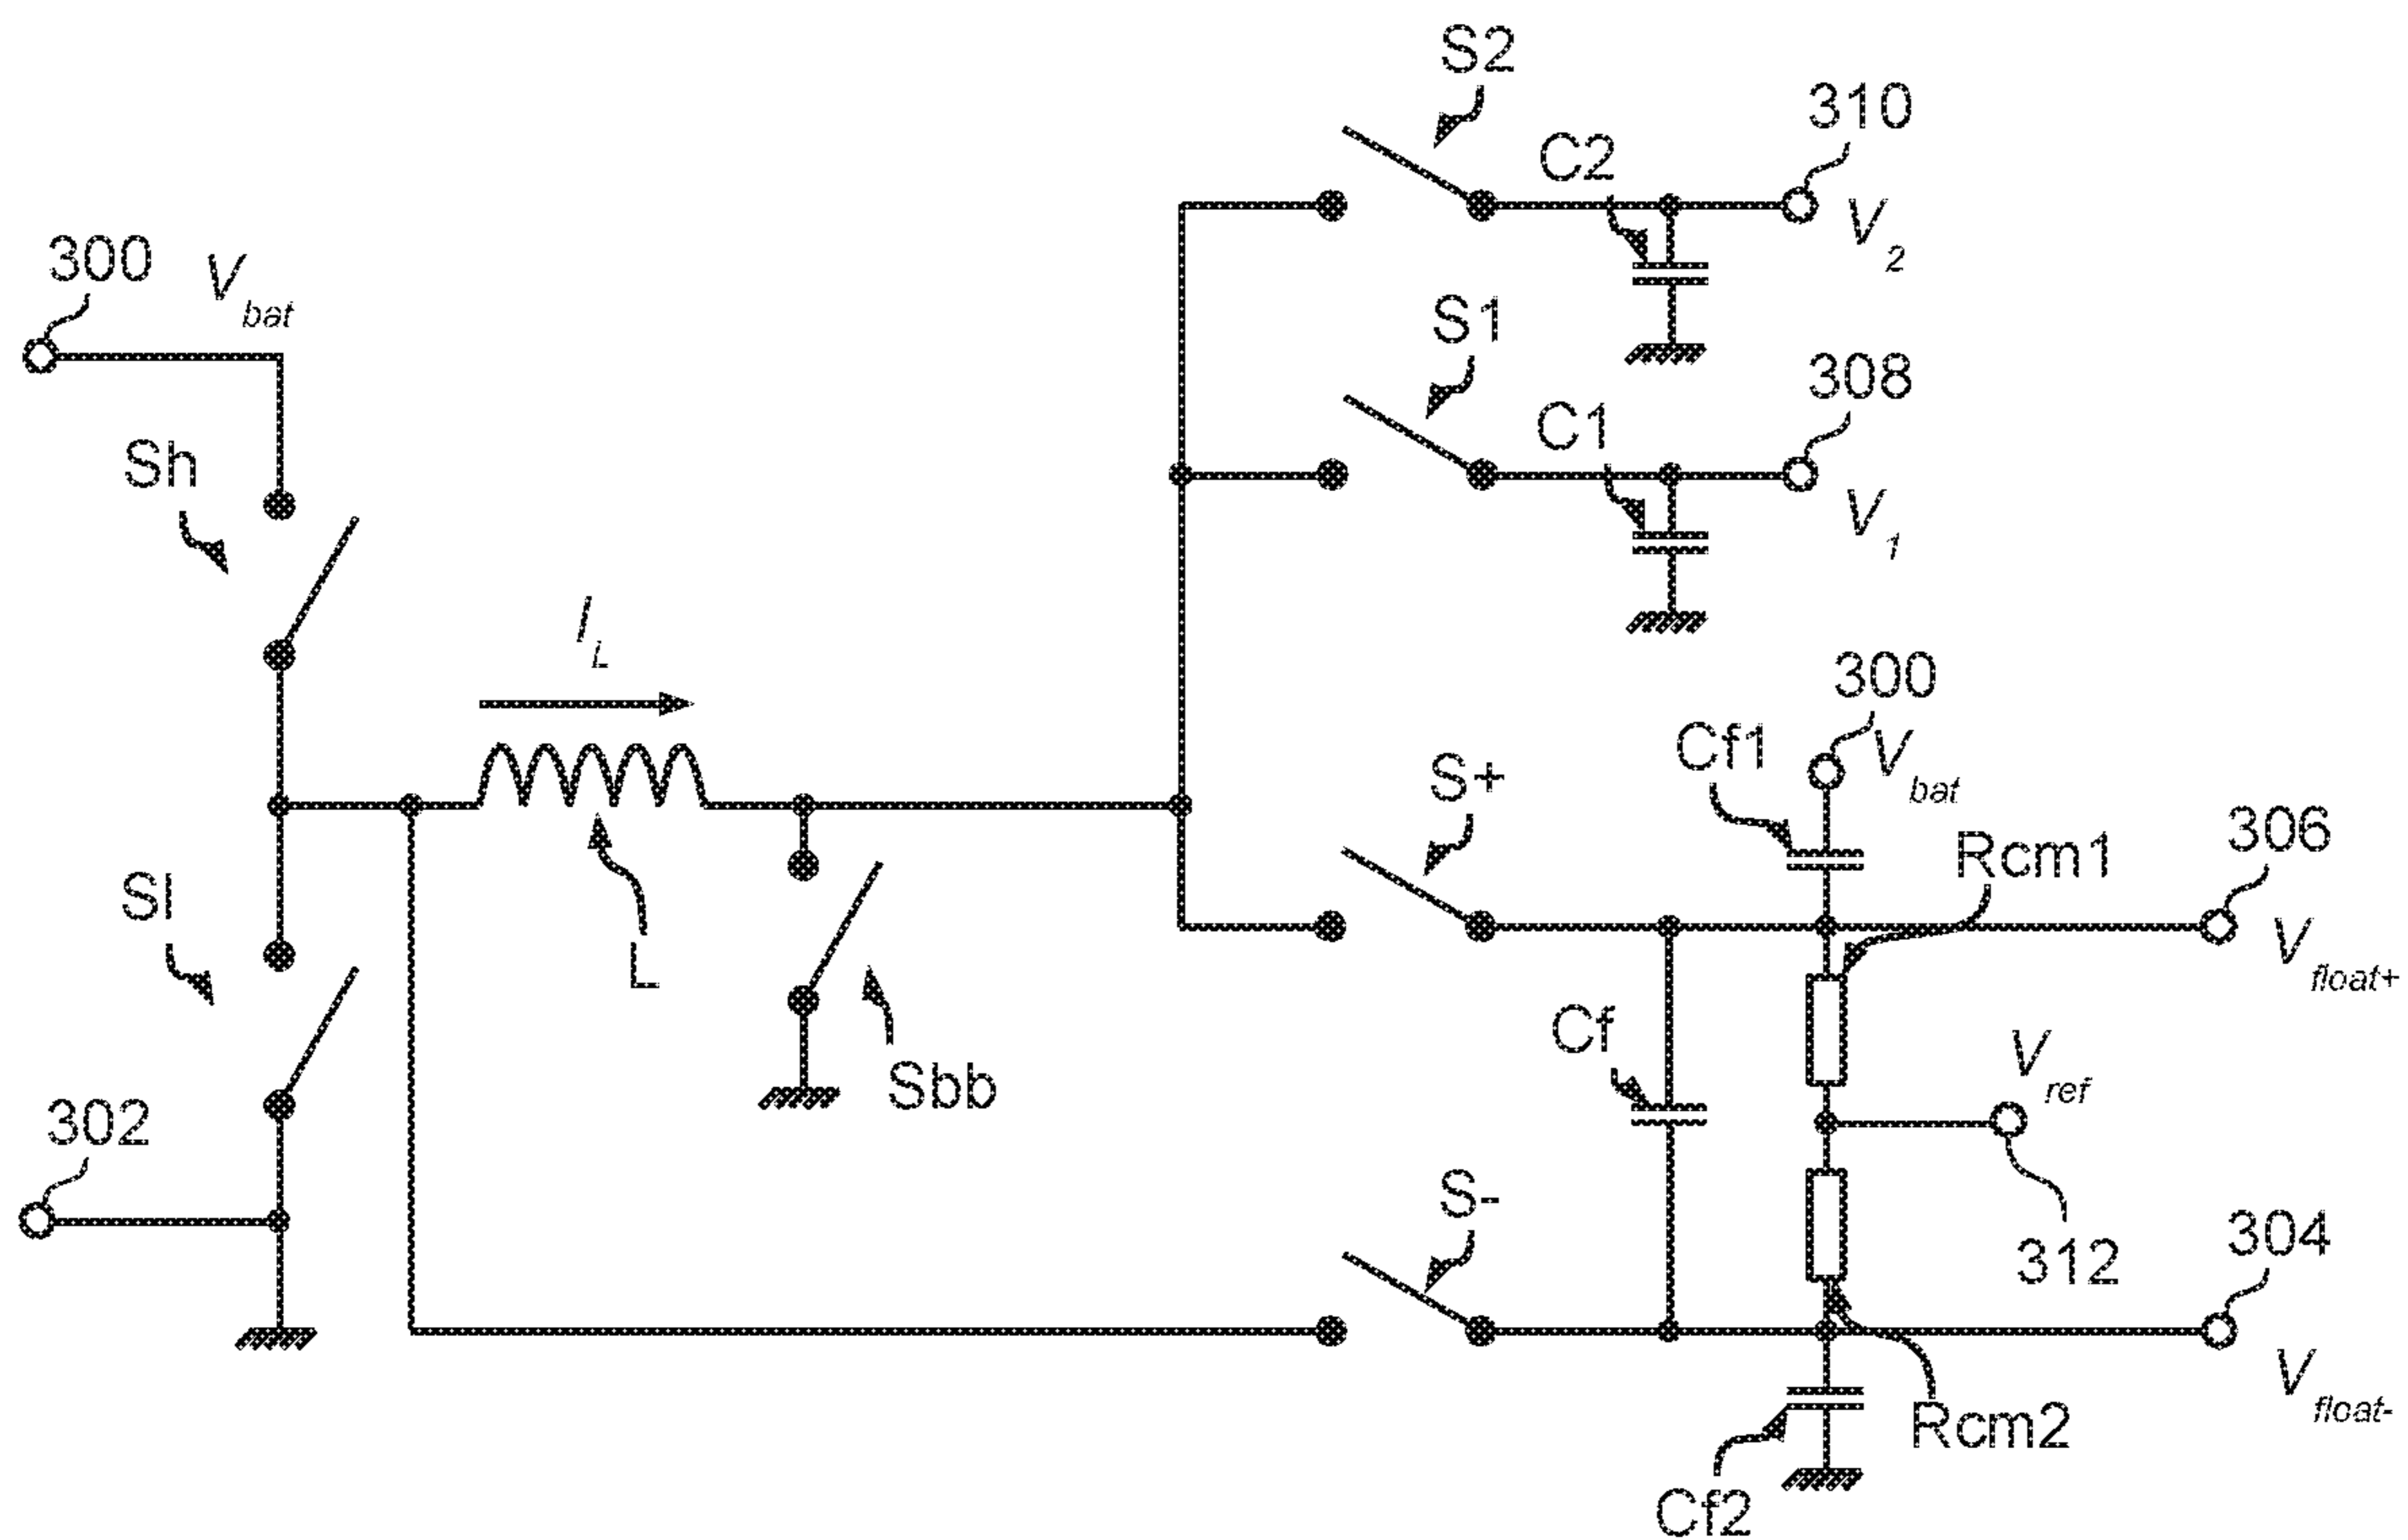 S2
310
C2
V2
300
Vbat
S1
308
C1
V1
Sh
IL
300
Cf1
Vbat
S+
306
Rcm1
Sl
L
Vfloat+
Cf
Vref
Sbb
302
S-
312
304
Vfloat-
Rcm2
Cf2